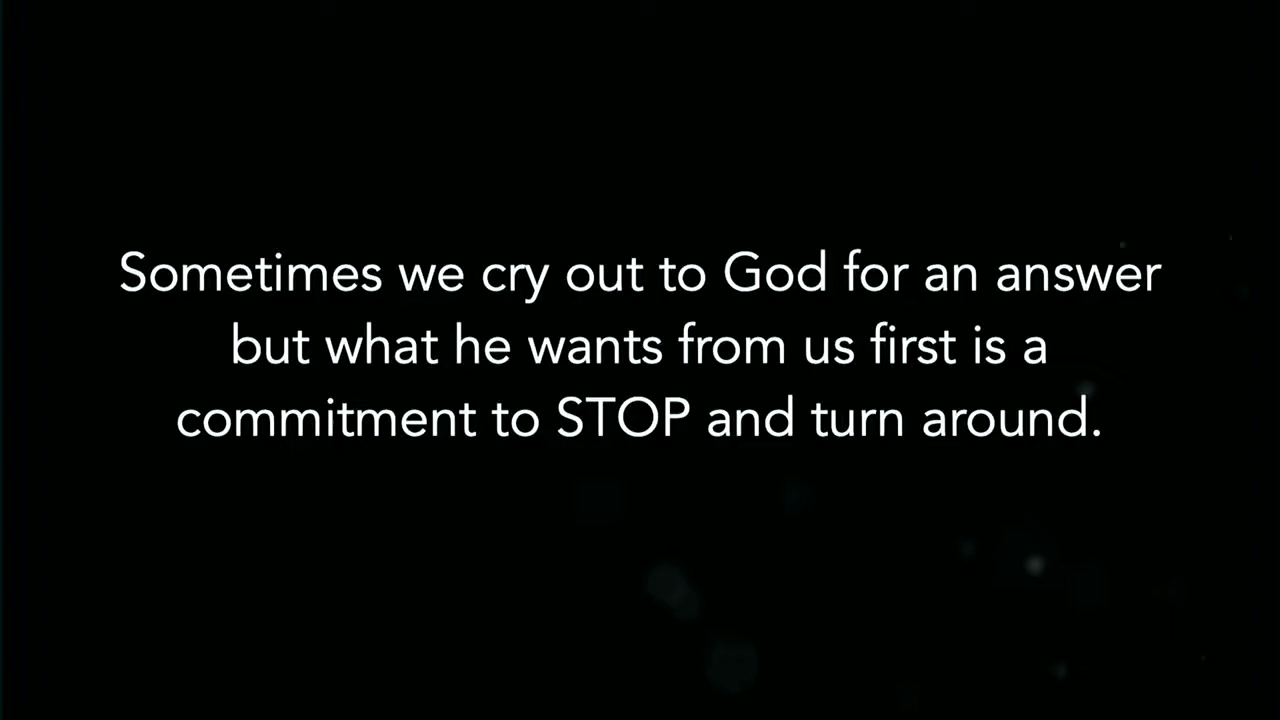 Sometimes we cry out to God for an answer
but what he wants from us first is a
commitment to STOP and turn around.